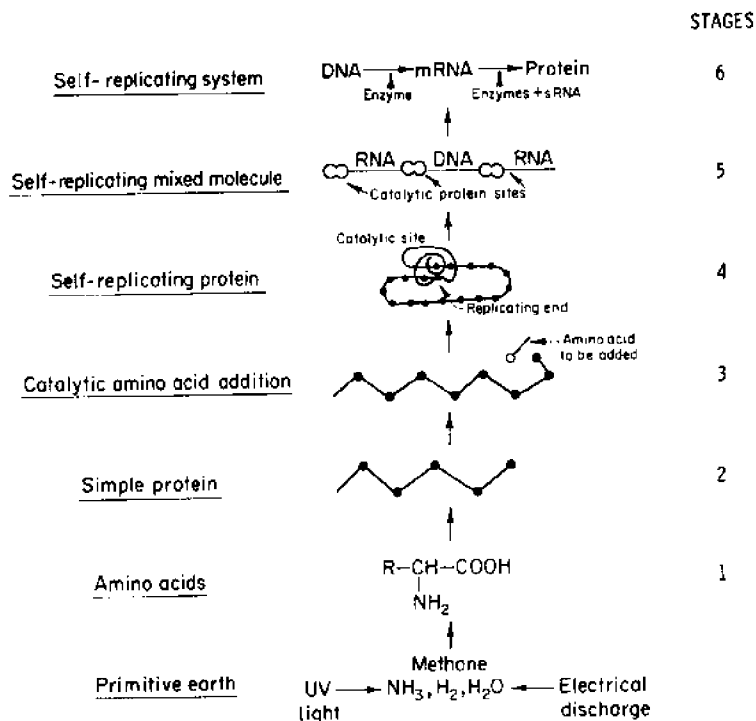 STAGES
Self-replicating system DNA → mRNA → Protein 6
Enzyme Enzymes + sRNA
Self-replicating mixed molecule RNA DNA RNA 5
Catalytic protein sites
Catalytic site
Self-replicating protein 4
Replicating end
Amino acid
to be added
Catalytic amino acid addition 3
Simple protein 2
Amino acids R-CH-COOH 1
NH₂
Methane
Primitive earth UV → NH₃, H₂, H₂O ← Electrical
light discharge